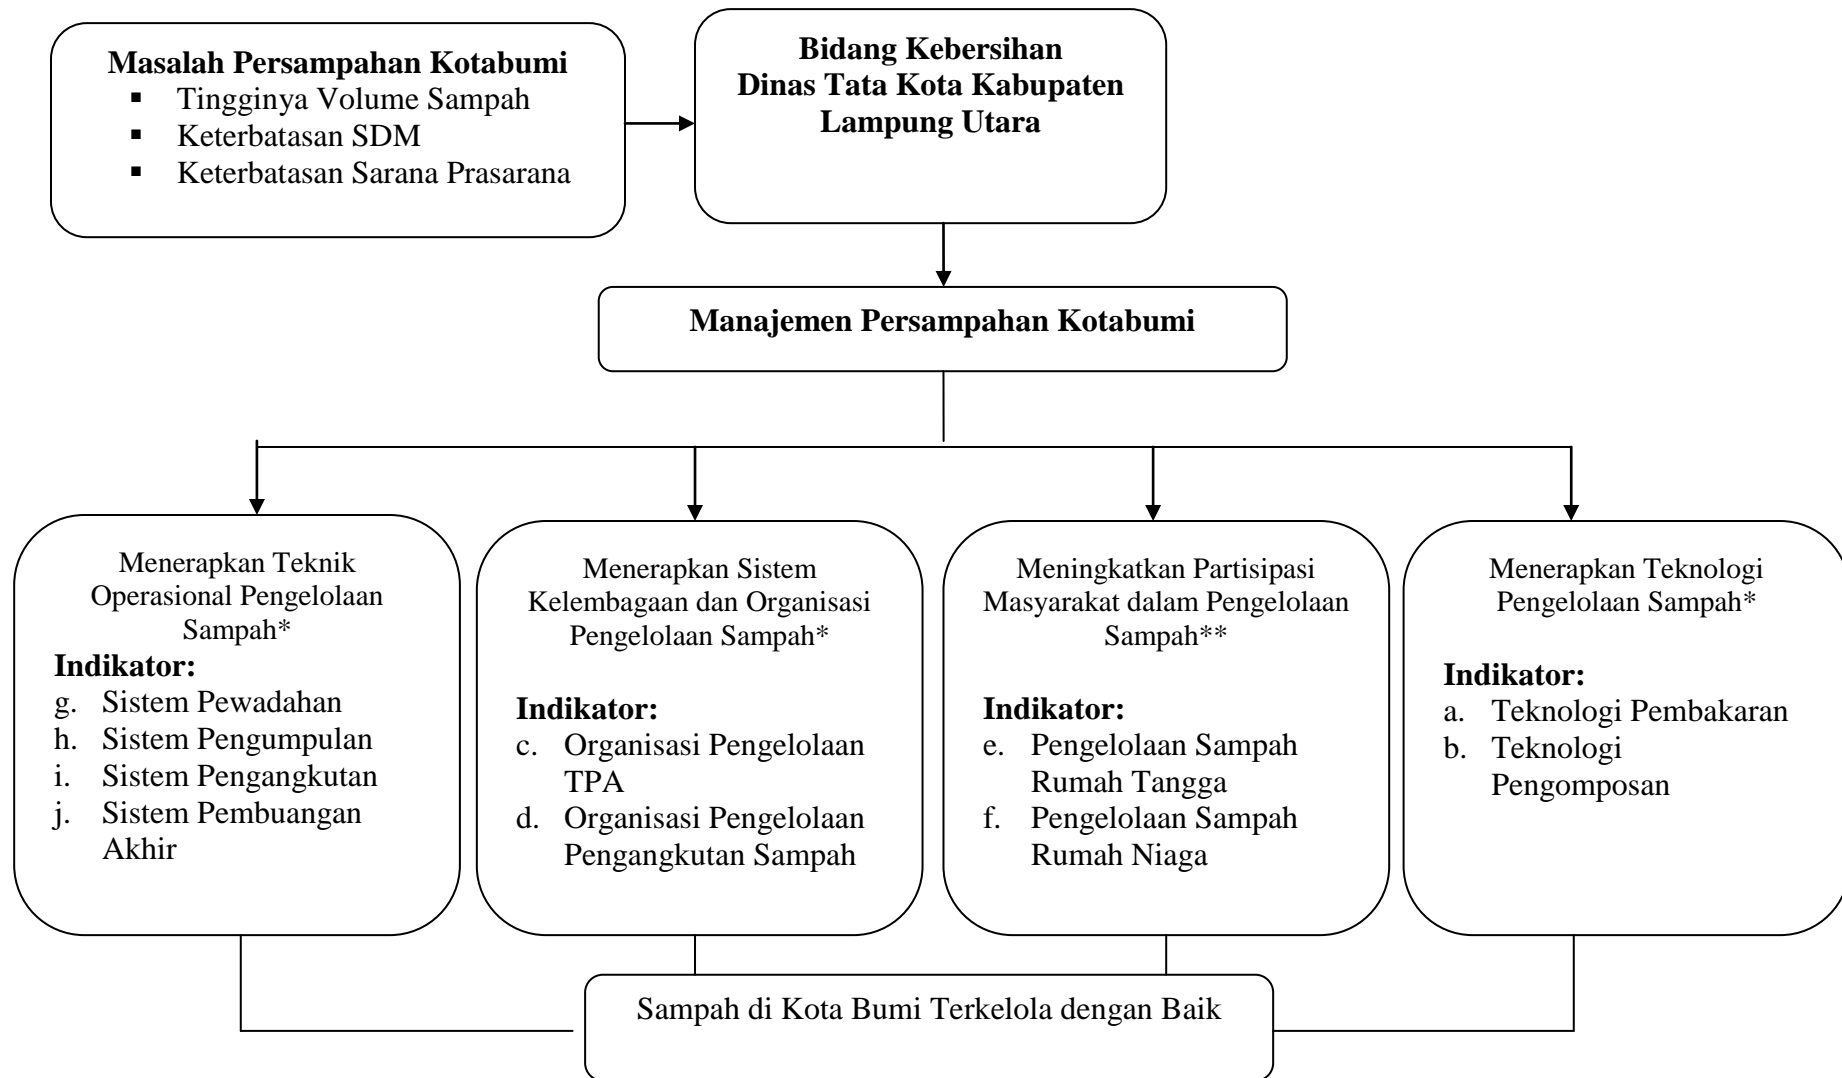 Masalah Persampahan Kotabumi
▪ Tingginya Volume Sampah
▪ Keterbatasan SDM
▪ Keterbatasan Sarana Prasarana
Bidang Kebersihan
Dinas Tata Kota Kabupaten
Lampung Utara
Manajemen Persampahan Kotabumi
Menerapkan Teknik
Operasional Pengelolaan
Sampah*
Indikator:
g. Sistem Pewadahan
h. Sistem Pengumpulan
i. Sistem Pengangkutan
j. Sistem Pembuangan
Akhir
Menerapkan Sistem
Kelembagaan dan Organisasi
Pengelolaan Sampah*
Indikator:
c. Organisasi Pengelolaan
TPA
d. Organisasi Pengelolaan
Pengangkutan Sampah
Meningkatkan Partisipasi
Masyarakat dalam Pengelolaan
Sampah**
Indikator:
e. Pengelolaan Sampah
Rumah Tangga
f. Pengelolaan Sampah
Rumah Niaga
Menerapkan Teknologi
Pengelolaan Sampah*
Indikator:
a. Teknologi Pembakaran
b. Teknologi
Pengomposan
Sampah di Kota Bumi Terkelola dengan Baik